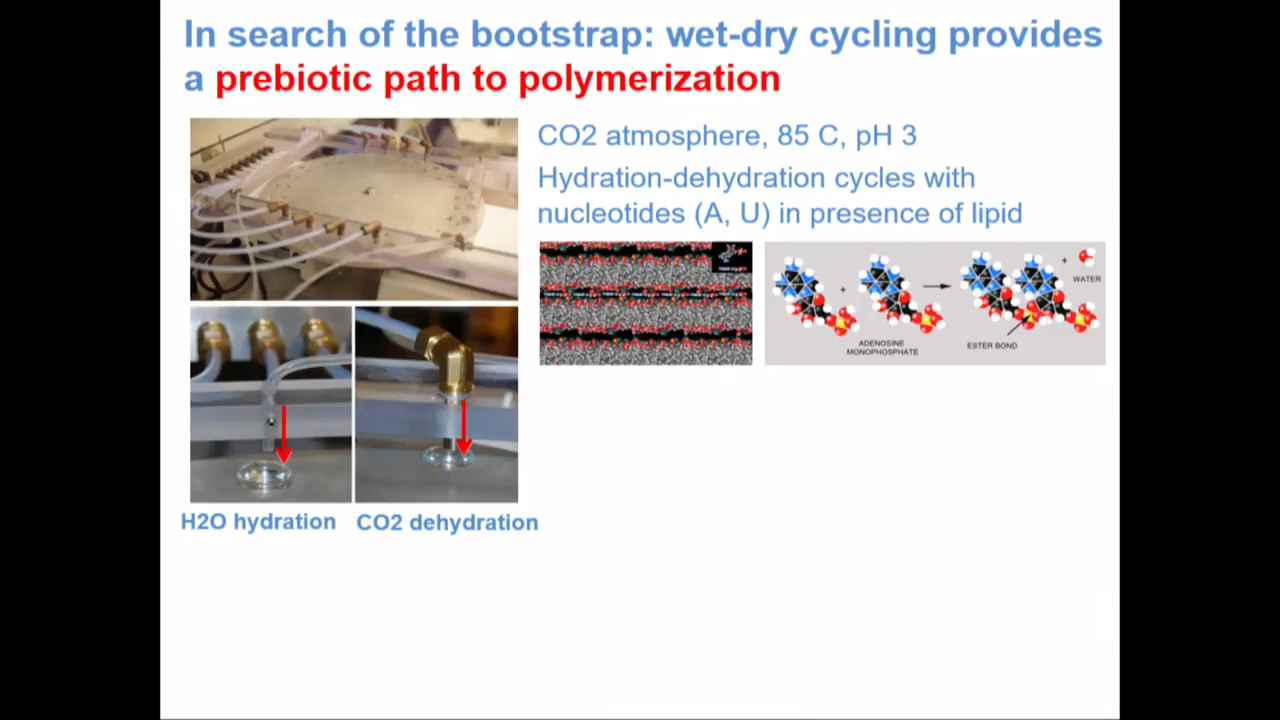 In search of the bootstrap: wet-dry cycling provides
a prebiotic path to polymerization
CO2 atmosphere, 85 C, pH 3
Hydration-dehydration cycles with
nucleotides (A, U) in presence of lipid
+
+
WATER
ADENOSINE
MONOPHOSPHATE
ESTER BOND
H2O hydration
CO2 dehydration